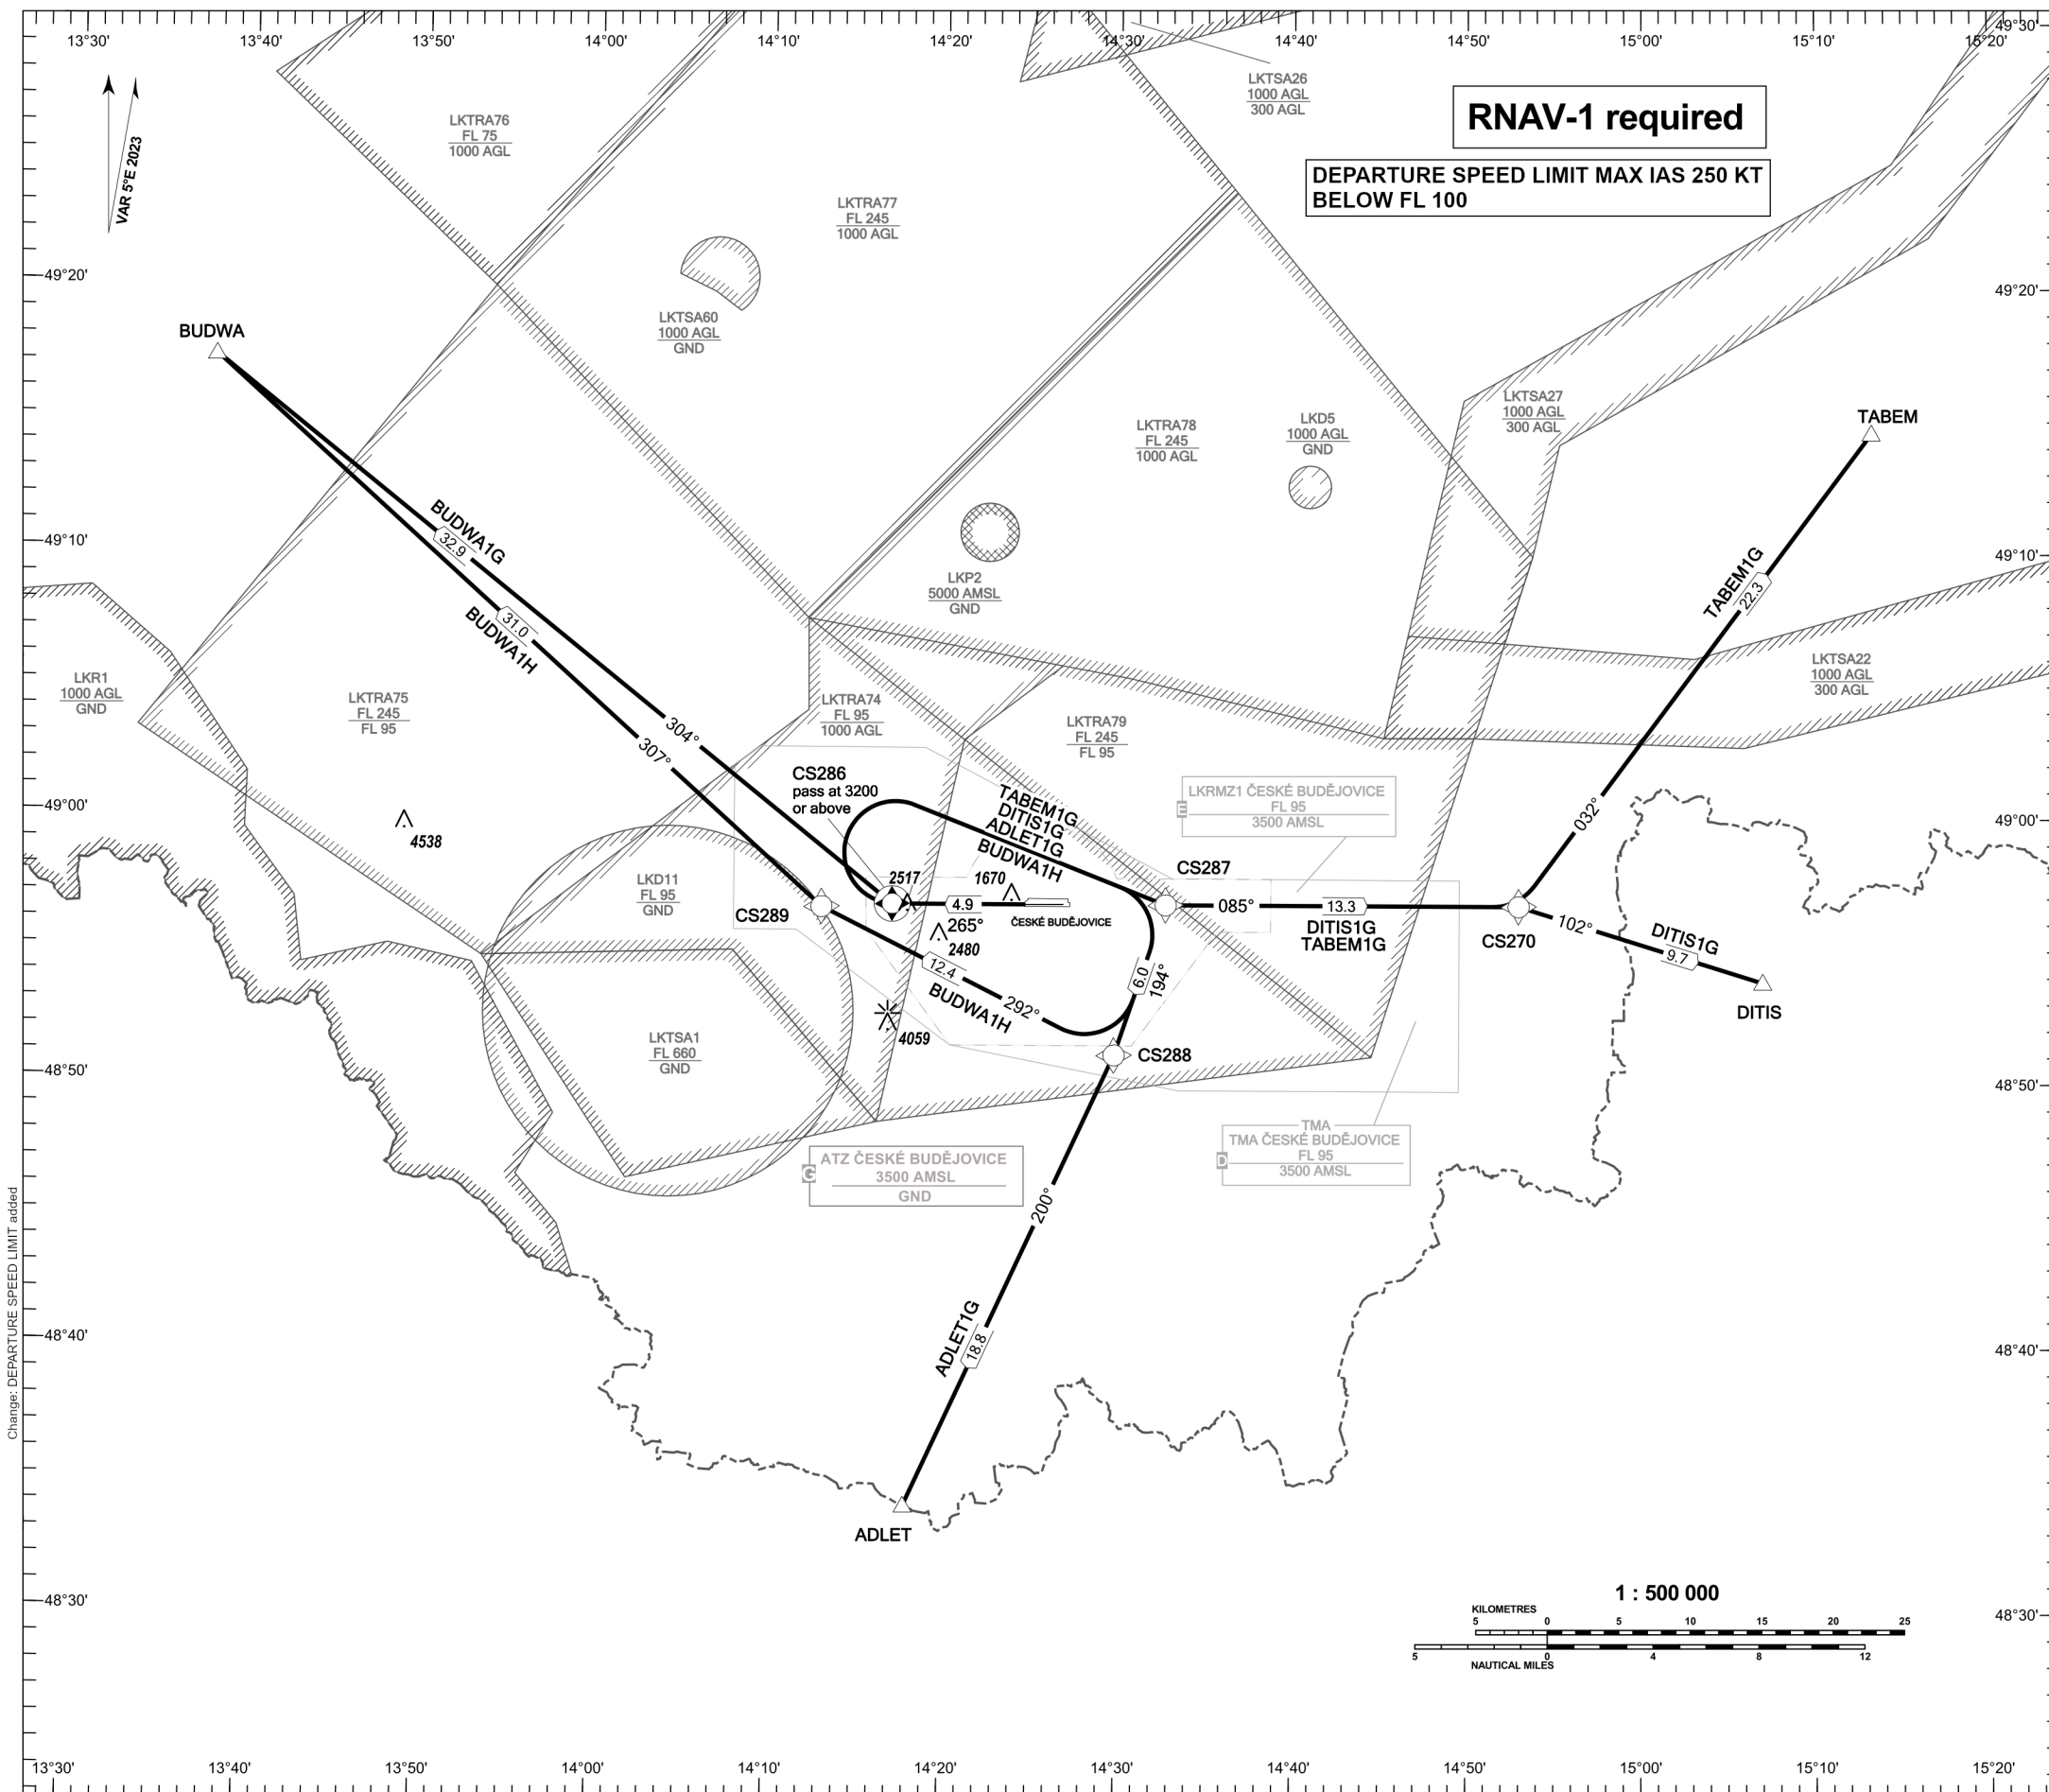 13°30'
13°40'
13°50'
14°00'
14°10'
14°20'
14°30'
14°40'
14°50'
15°00'
15°10'
15°20'
49°30'
VAR 5°E 2023
LKTRA76
FL 75
1000 AGL
LKTSA26
1000 AGL
300 AGL
RNAV-1 required
DEPARTURE SPEED LIMIT MAX IAS 250 KT
BELOW FL 100
LKTRA77
FL 245
1000 AGL
49°20'
49°20'
LKTSA60
1000 AGL
GND
BUDWA
LKTSA27
1000 AGL
300 AGL
LKTRA78
FL 245
1000 AGL
LKD5
1000 AGL
GND
TABEM
BUDWA1G
32.9
49°10'
49°10'
LKP2
5000 AMSL
GND
TABEM1G
22.3
31.0
BUDWA1H
LKR1
1000 AGL
GND
LKTRA75
FL 245
FL 95
LKTRA74
FL 95
1000 AGL
LKTRA79
FL 245
FL 95
LKTSA22
1000 AGL
300 AGL
304°
307°
CS286
pass at 3200
or above
TABEM1G
DITIS1G
ADLET1G
BUDWA1H
LKRMZ1 ČESKÉ BUDĚJOVICE
FL 95
E
3500 AMSL
032°
49°00'
49°00'
4538
LKD11
FL 95
GND
2517
1670
CS287
CS289
4.9
265°
ČESKÉ BUDĚJOVICE
085°
13.3
DITIS1G
TABEM1G
CS270
102°
DITIS1G
9.7
DITIS
2480
12.4
BUDWA1H
292°
6.0
194°
4059
LKTSA1
FL 660
GND
CS288
48°50'
48°50'
TMA
TMA ČESKÉ BUDĚJOVICE
FL 95
D
3500 AMSL
ATZ ČESKÉ BUDĚJOVICE
G
3500 AMSL
GND
200°
ADLET1G
18.8
48°40'
48°40'
Change: DEPARTURE SPEED LIMIT added
ADLET
48°30'
48°30'
1 : 500 000
KILOMETRES
5 0 5 10 15 20 25
5 0 4 8 12
NAUTICAL MILES
13°30'
13°40'
13°50'
14°00'
14°10'
14°20'
14°30'
14°40'
14°50'
15°00'
15°10'
15°20'